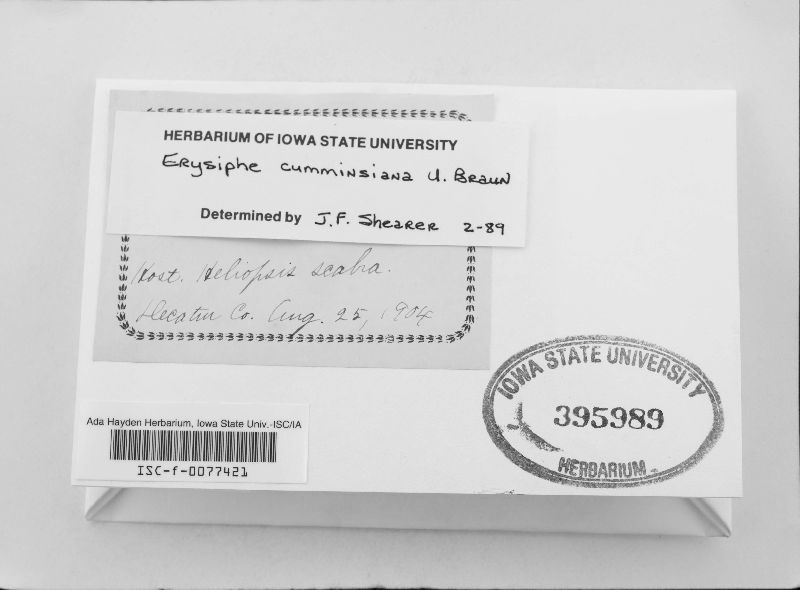 HERBARIUM OF IOWA STATE UNIVERSITY
Erysiphe cumminsiana U. Braun
Determined by J.F. Shearer 2-89
Host. Heliopsis scabra.
Decatur Co. Aug. 25, 1904
IOWA STATE UNIVERSITY
395989
HERBARIUM
Ada Hayden Herbarium, Iowa State Univ.-ISC/IA
ISC-f-0077421